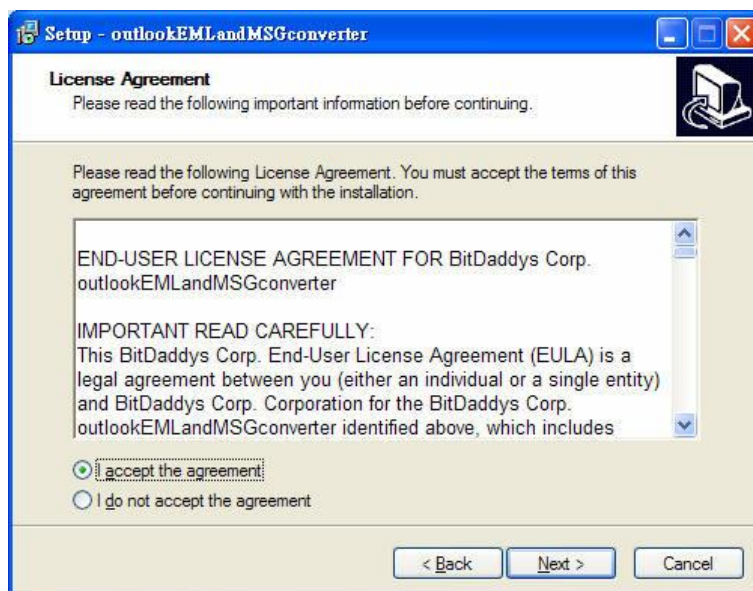 Setup - outlookEMLandMSGconverter
License Agreement
Please read the following important information before continuing.
Please read the following License Agreement. You must accept the terms of this
agreement before continuing with the installation.
END-USER LICENSE AGREEMENT FOR BitDaddys Corp.
outlookEMLandMSGconverter
IMPORTANT READ CAREFULLY:
This BitDaddys Corp. End-User License Agreement (EULA) is a
legal agreement between you (either an individual or a single entity)
and BitDaddys Corp. Corporation for the BitDaddys Corp.
outlookEMLandMSGconverter identified above, which includes
I accept the agreement
I do not accept the agreement
< Back Next > Cancel